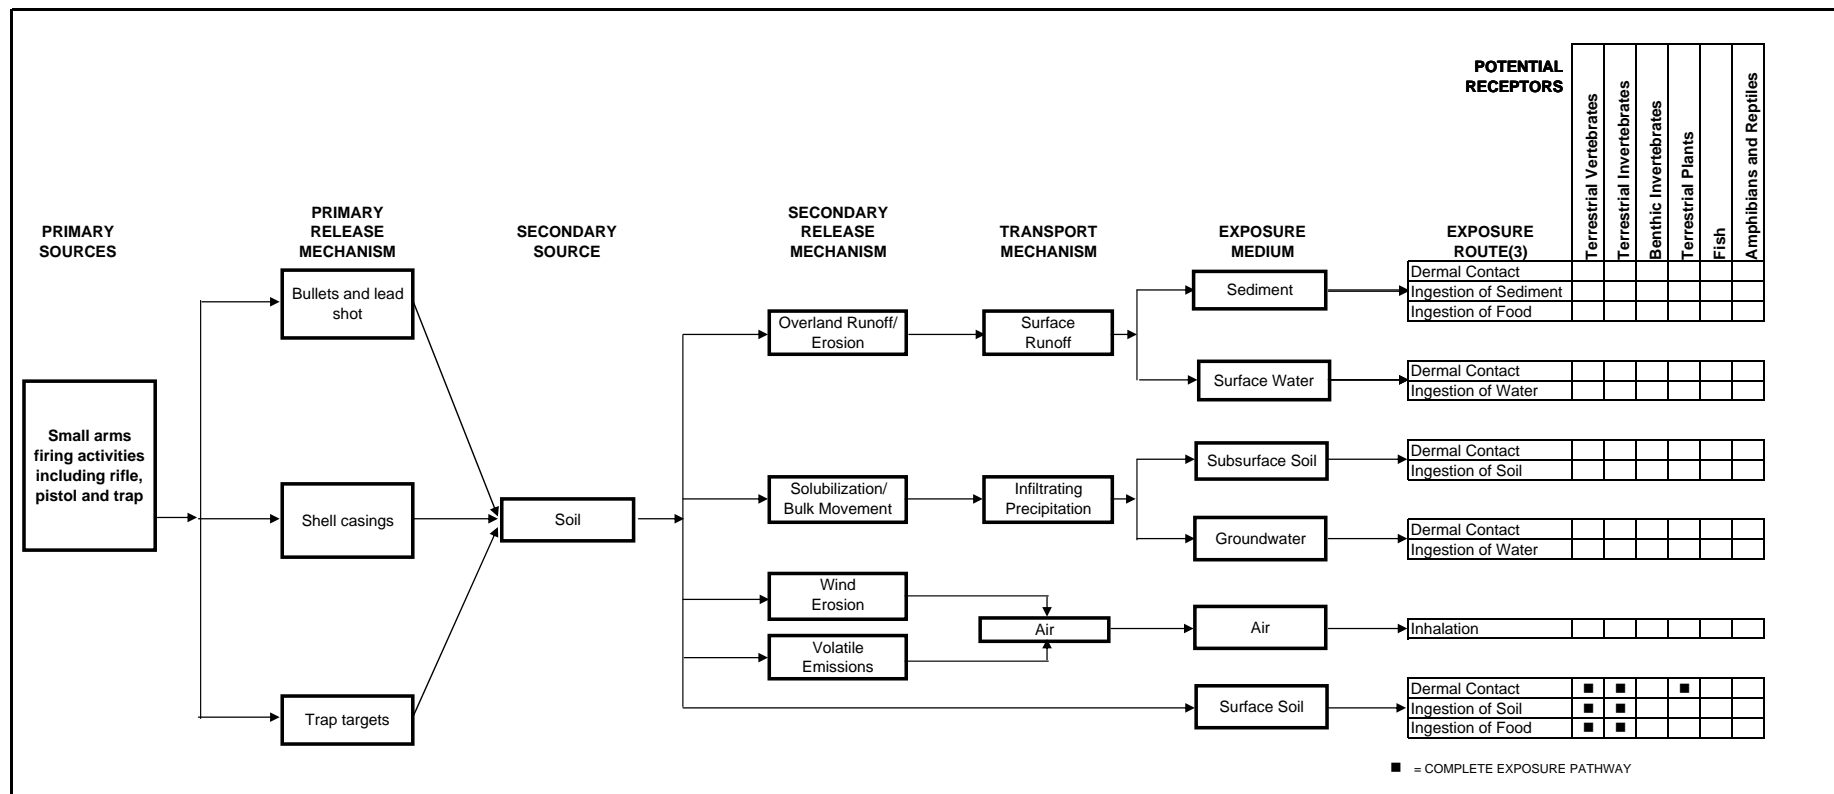 POTENTIAL
RECEPTORS
Terrestrial Vertebrates
Terrestrial Invertebrates
Benthic Invertebrates
Terrestrial Plants
Fish
Amphibians and Reptiles
PRIMARY
SOURCES
PRIMARY
RELEASE
MECHANISM
SECONDARY
SOURCE
SECONDARY
RELEASE
MECHANISM
TRANSPORT
MECHANISM
EXPOSURE
MEDIUM
EXPOSURE
ROUTE(3)
Small arms
firing activities
including rifle,
pistol and trap
Bullets and lead
shot
Shell casings
Trap targets
Soil
Overland Runoff/
Erosion
Solubilization/
Bulk Movement
Wind
Erosion
Volatile
Emissions
Surface
Runoff
Infiltrating
Precipitation
Air
Sediment
Surface Water
Subsurface Soil
Groundwater
Air
Surface Soil
Dermal Contact
Ingestion of Sediment
Ingestion of Food
Dermal Contact
Ingestion of Water
Dermal Contact
Ingestion of Soil
Dermal Contact
Ingestion of Water
Inhalation
Dermal Contact ■ ■ ■
Ingestion of Soil ■ ■
Ingestion of Food ■ ■
■ = COMPLETE EXPOSURE PATHWAY